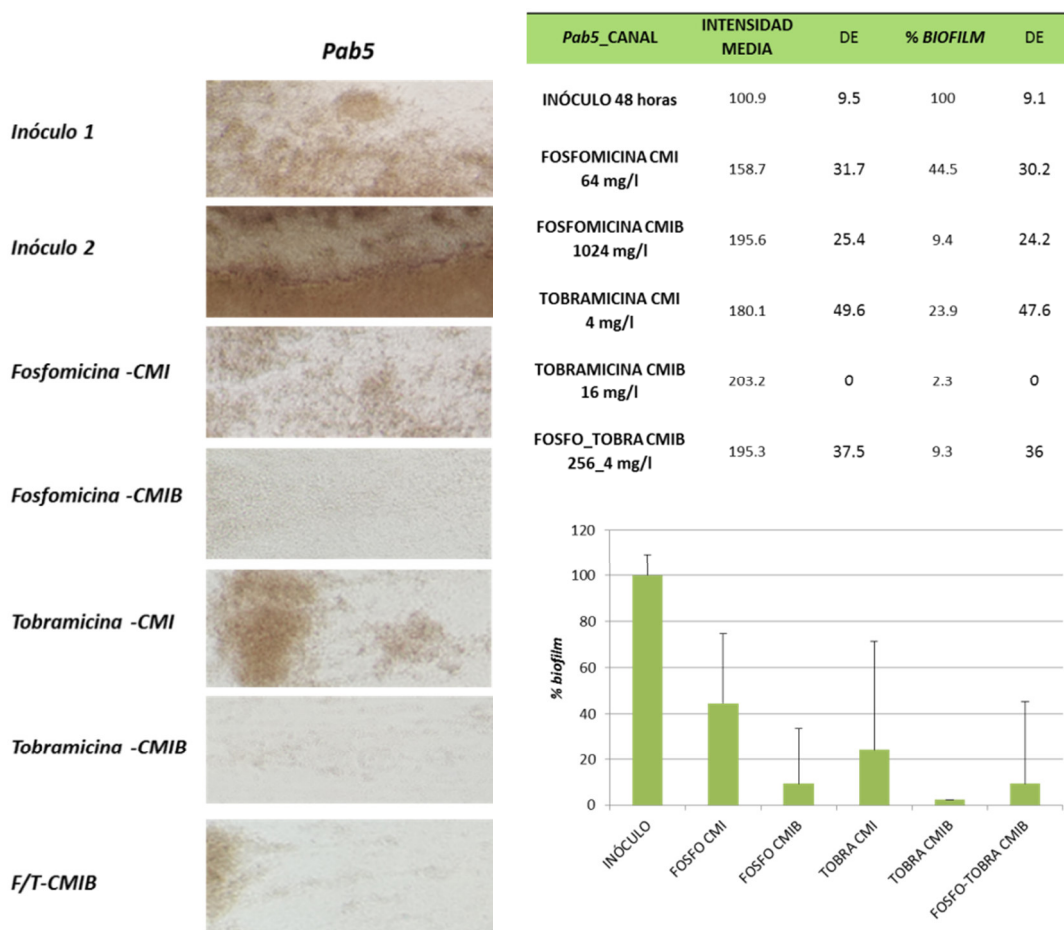 Pab5
Inóculo 1
Inóculo 2
Fosfomicina -CMI
Fosfomicina -CMIB
Tobramicina -CMI
Tobramicina -CMIB
F/T-CMIB
Pab5_CANAL INTENSIDAD MEDIA DE % BIOFILM DE
INÓCULO 48 horas 100.9 9.5 100 9.1
FOSFOMICINA CMI
64 mg/l 158.7 31.7 44.5 30.2
FOSFOMICINA CMIB
1024 mg/l 195.6 25.4 9.4 24.2
TOBRAMICINA CMI
4 mg/l 180.1 49.6 23.9 47.6
TOBRAMICINA CMIB
16 mg/l 203.2 0 2.3 0
FOSFO_TOBRA CMIB
256_4 mg/l 195.3 37.5 9.3 36
% biofilm
120
100
80
60
40
20
0
INÓCULO
FOSFO CMI
FOSFO CMIB
TOBRA CMI
TOBRA CMIB
FOSFO-TOBRA CMIB